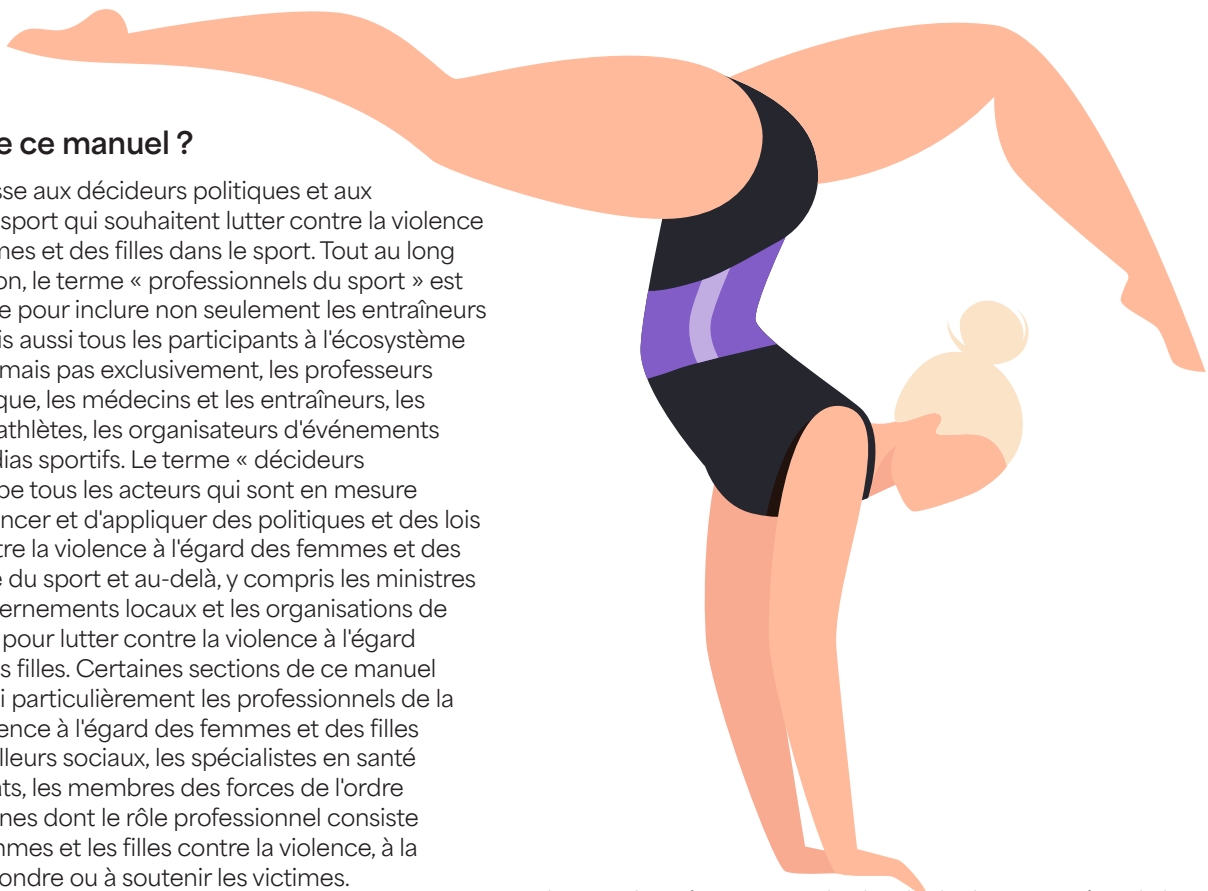 e ce manuel ?
sse aux décideurs politiques et aux
sport qui souhaitent lutter contre la violence
mes et des filles dans le sport. Tout au long
on, le terme « professionnels du sport » est
e pour inclure non seulement les entraîneurs
is aussi tous les participants à l'écosystème
mais pas exclusivement, les professeurs
que, les médecins et les entraîneurs, les
athlètes, les organisateurs d'événements
dias sportifs. Le terme « décideurs
pe tous les acteurs qui sont en mesure
ncer et d'appliquer des politiques et des lois
tre la violence à l'égard des femmes et des
e du sport et au-delà, y compris les ministres
ernements locaux et les organisations de
pour lutter contre la violence à l'égard
s filles. Certaines sections de ce manuel
i particulièrement les professionnels de la
ence à l'égard des femmes et des filles
illeurs sociaux, les spécialistes en santé
ats, les membres des forces de l'ordre
nes dont le rôle professionnel consiste
mmes et les filles contre la violence, à la
ondre ou à soutenir les victimes.